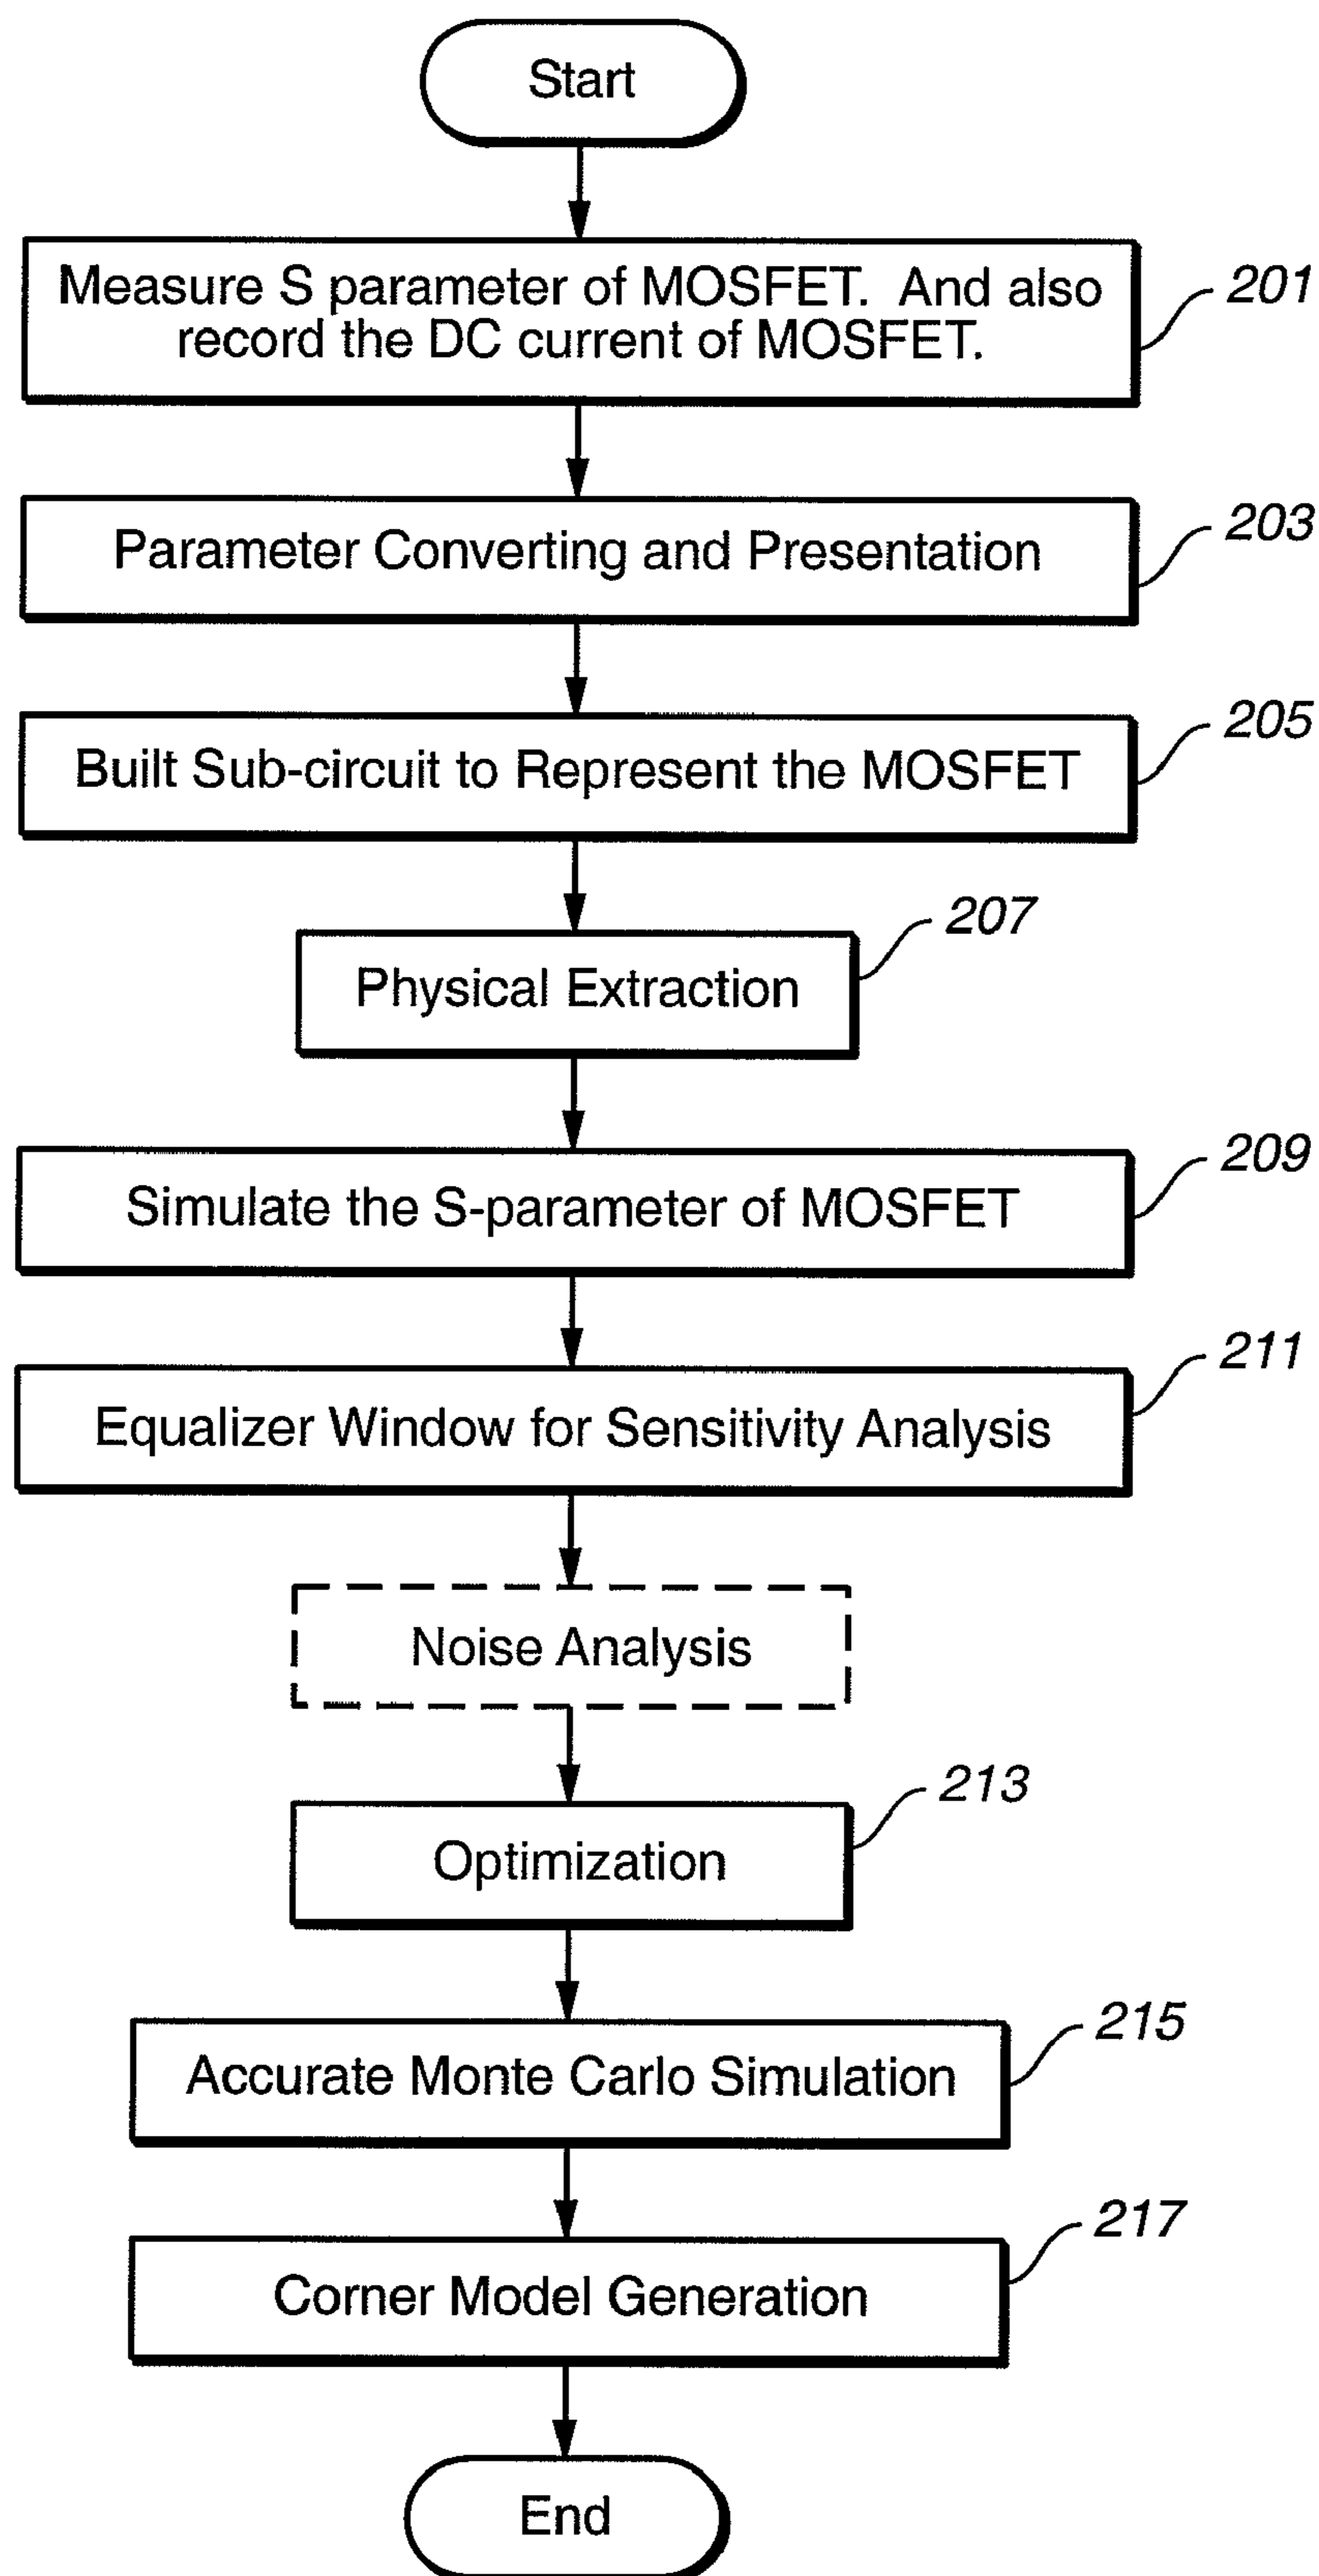 Start
Measure S parameter of MOSFET. And also
record the DC current of MOSFET.
201
Parameter Converting and Presentation
203
Built Sub-circuit to Represent the MOSFET
205
Physical Extraction
207
Simulate the S-parameter of MOSFET
209
Equalizer Window for Sensitivity Analysis
211
Noise Analysis
Optimization
213
Accurate Monte Carlo Simulation
215
Corner Model Generation
217
End